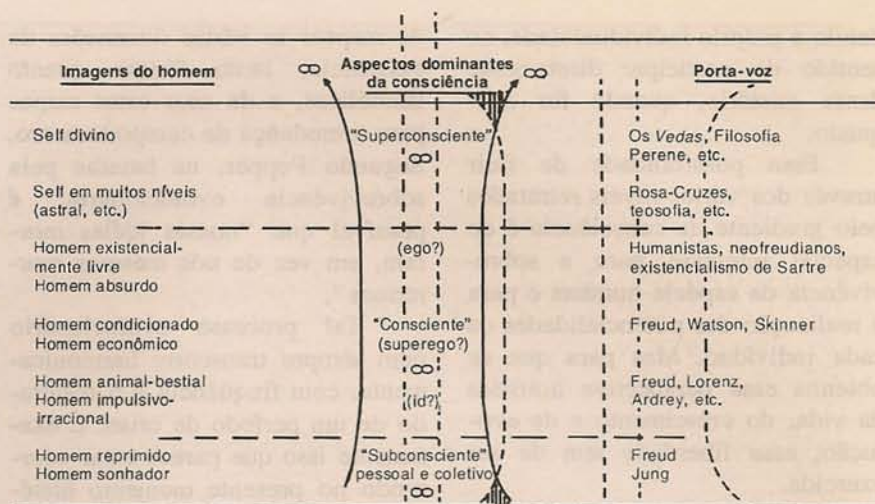 Imagens do homem
∞ Aspectos dominantes da consciência ∞
Porta-voz
Self divino
"Superconsciente"
∞
Os Vedas, Filosofia
Perene, etc.
Self em muitos níveis
(astral, etc.)
Rosa-Cruzes,
teosofia, etc.
Homem existencial-
mente livre
Homem absurdo
(ego?)
Humanistas, neofreudianos,
existencialismo de Sartre
Homem condicionado
Homem econômico
"Consciente"
(superego?)
∞
Freud, Watson, Skinner
Homem animal-bestial
Homem impulsivo-
irracional
((id?)
Freud, Lorenz,
Ardrey, etc.
Homem reprimido
Homem sonhador
"Subconsciente"
pessoal e coletivo
∞
Freud
Jung